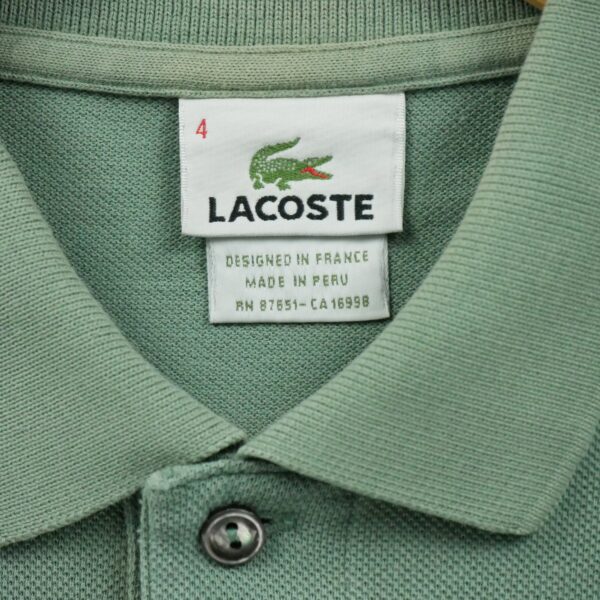 4
LACOSTE
DESIGNED IN FRANCE
MADE IN PERU
RN 87651-CA 16998